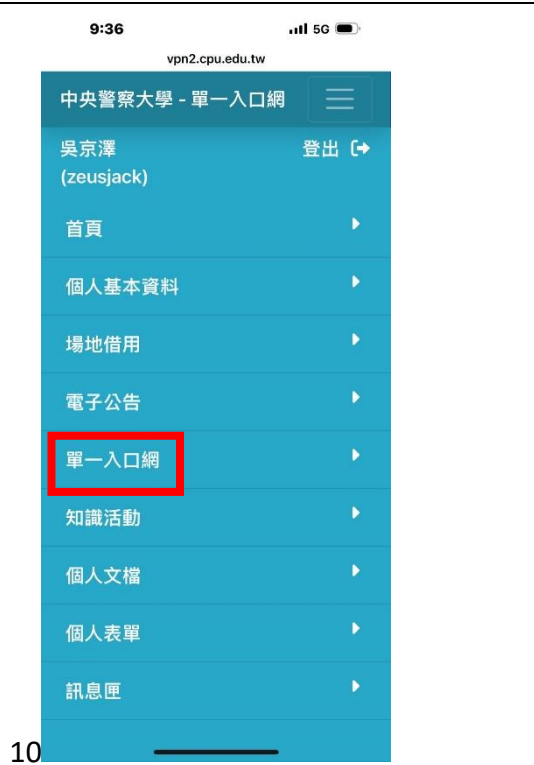 9:36 5G
vpn2.cpu.edu.tw
中央警察大學 - 單一入口網
吳京澤 登出
(zeusjack)
首頁
個人基本資料
場地借用
電子公告
單一入口網
知識活動
個人文檔
個人表單
訊息匣
10